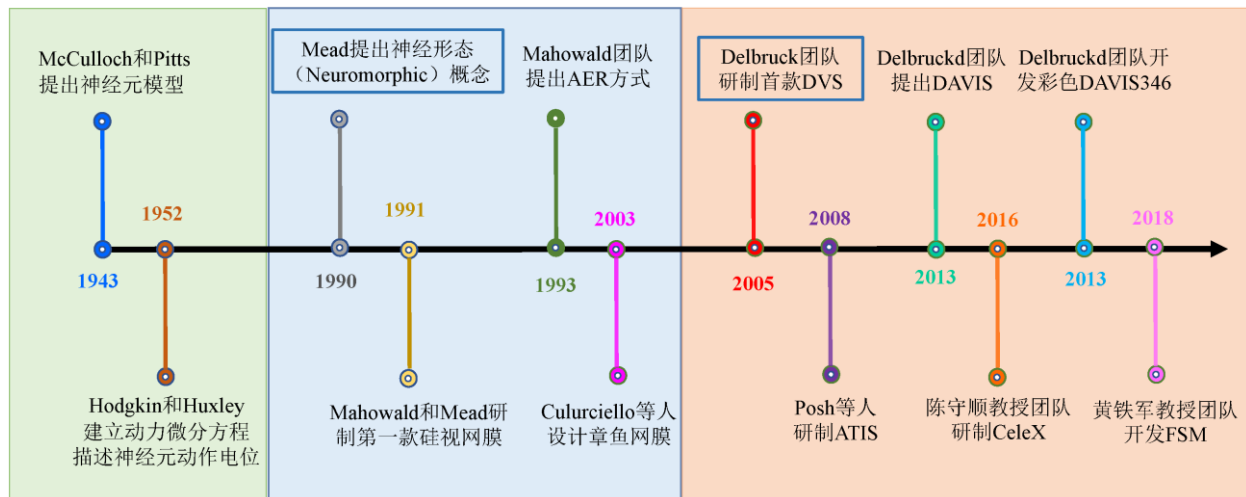 McCulloch和Pitts
提出神经元模型
Mead提出神经形态
（Neuromorphic）概念
Mahowald团队
提出AER方式
Delbruck团队
研制首款DVS
Delbruckd团队
提出DAVIS
Delbruckd团队开
发彩色DAVIS346
1952
1991
2003
2008
2016
2018
1943
1990
1993
2005
2013
2013
Hodgkin和Huxley
建立动力微分方程
描述神经元动作电位
Mahowald和Mead研
制第一款硅视网膜
Culurciello等人
设计章鱼网膜
Posh等人
研制ATIS
陈守顺教授团队
研制CeleX
黄铁军教授团队
开发FSM